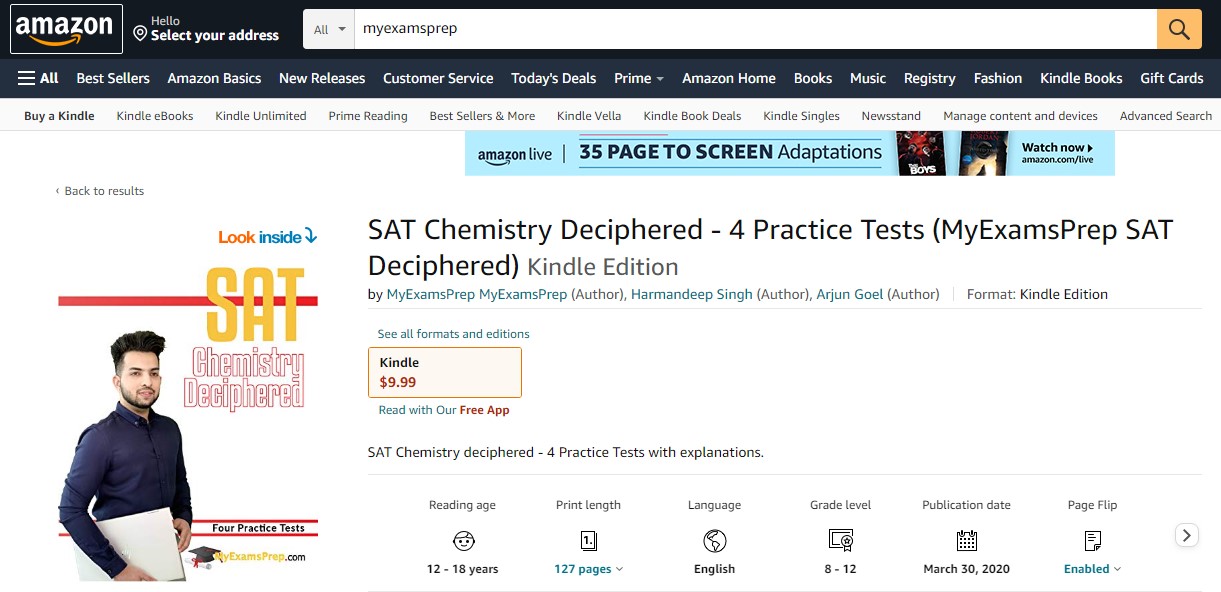 amazon
Hello
Select your address
All
myexamsprep
All Best Sellers Amazon Basics New Releases Customer Service Today's Deals Prime Amazon Home Books Music Registry Fashion Kindle Books Gift Cards
Buy a Kindle Kindle eBooks Kindle Unlimited Prime Reading Best Sellers & More Kindle Vella Kindle Book Deals Kindle Singles Newsstand Manage content and devices Advanced Search
amazon live | 35 PAGE TO SCREEN Adaptations
THE BOYS
JORDAN
Watch now
amazon.com/live
‹ Back to results
Look inside
SAT
Chemistry
Deciphered
Four Practice Tests
MyExamsPrep.com
SAT Chemistry Deciphered - 4 Practice Tests (MyExamsPrep SAT
Deciphered) Kindle Edition
by MyExamsPrep MyExamsPrep (Author), Harmandeep Singh (Author), Arjun Goel (Author) Format: Kindle Edition
See all formats and editions
Kindle
$9.99
Read with Our Free App
SAT Chemistry deciphered - 4 Practice Tests with explanations.
Reading age Print length Language Grade level Publication date Page Flip
1.
12 - 18 years 127 pages English 8 - 12 March 30, 2020 Enabled